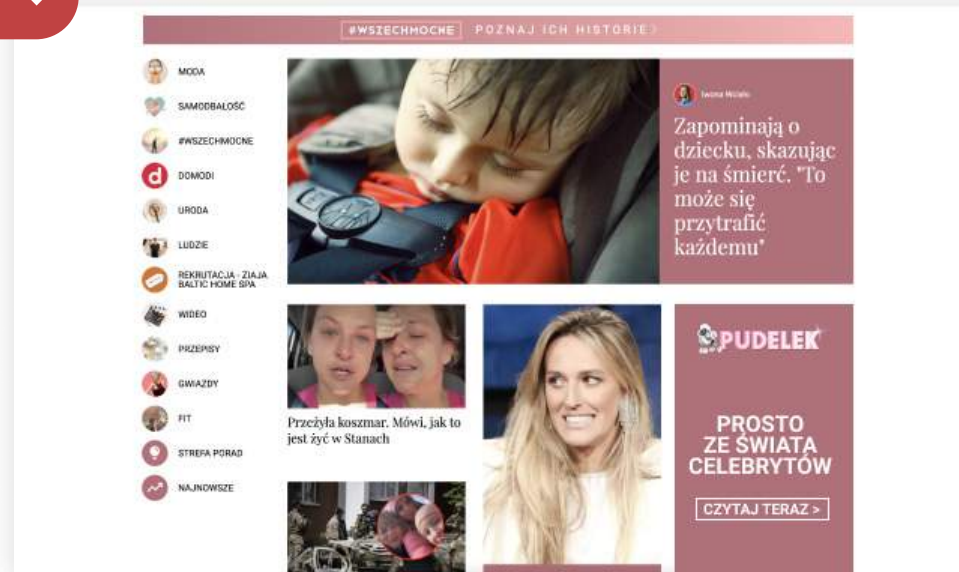 #WSZECHMOCNE POZNAJ ICH HISTORIE >
MODA
SAMODBAŁOŚĆ
#WSZECHMOCNE
DOMODI
URODA
LUDZIE
REKRUTACJA - ZIAJA
BALTIC HOME SPA
WIDEO
PRZEPISY
GWIAZDY
FIT
STREFA PORAD
NAJNOWSZE
Iwona
Zapominają o
dziecku, skazując
je na śmierć. "To
może się
przytrafić
każdemu"
Przeżyła koszmar. Mówi, jak to
jest żyć w Stanach
PUDELEK
PROSTO
ZE ŚWIATA
CELEBRYTÓW
CZYTAJ TERAZ >